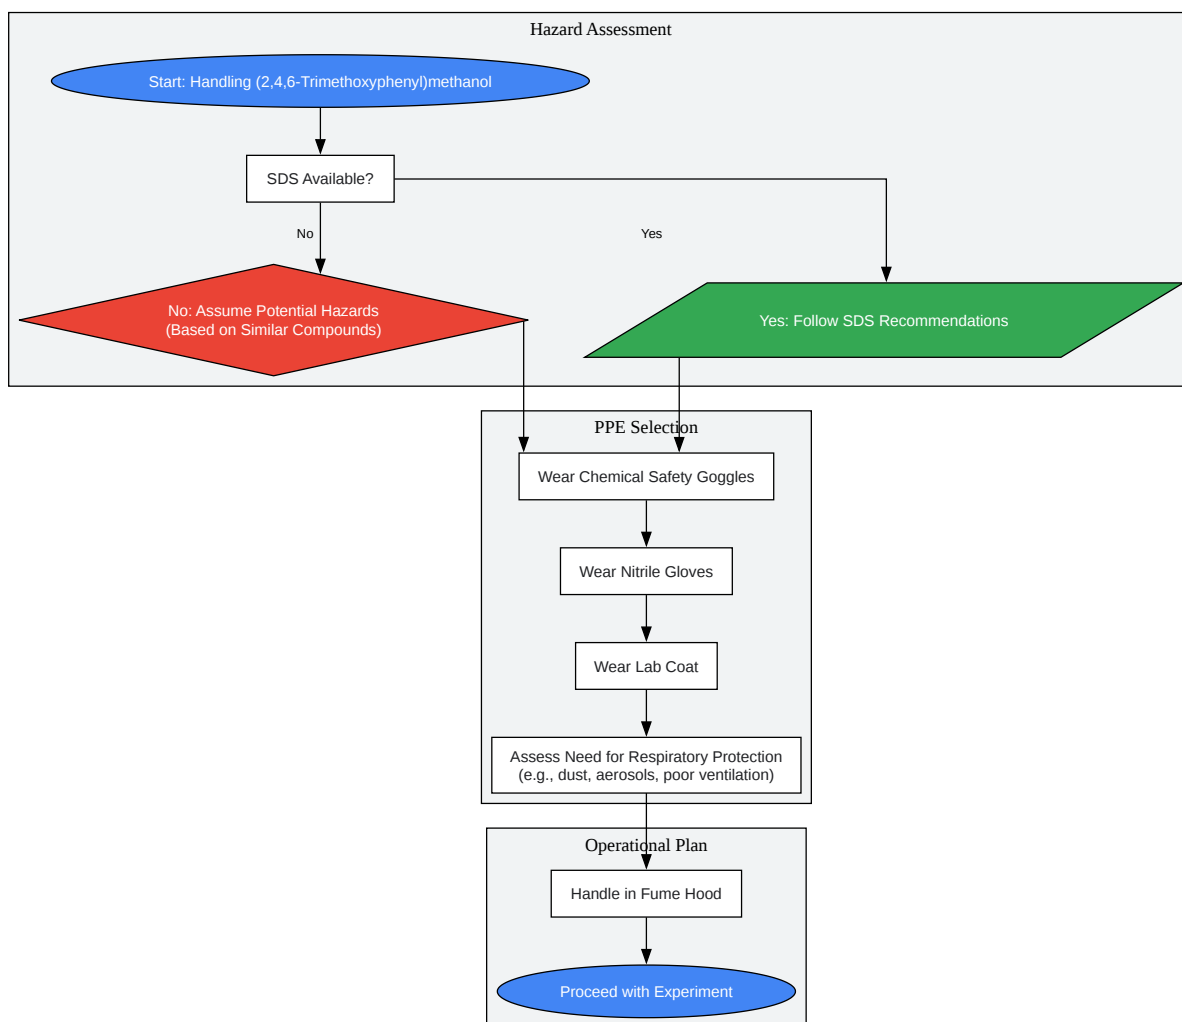 Hazard Assessment
Start: Handling (2,4,6-Trimethoxyphenyl)methanol
SDS Available?
No
Yes
No: Assume Potential Hazards
(Based on Similar Compounds)
Yes: Follow SDS Recommendations
PPE Selection
Wear Chemical Safety Goggles
Wear Nitrile Gloves
Wear Lab Coat
Assess Need for Respiratory Protection
(e.g., dust, aerosols, poor ventilation)
Operational Plan
Handle in Fume Hood
Proceed with Experiment